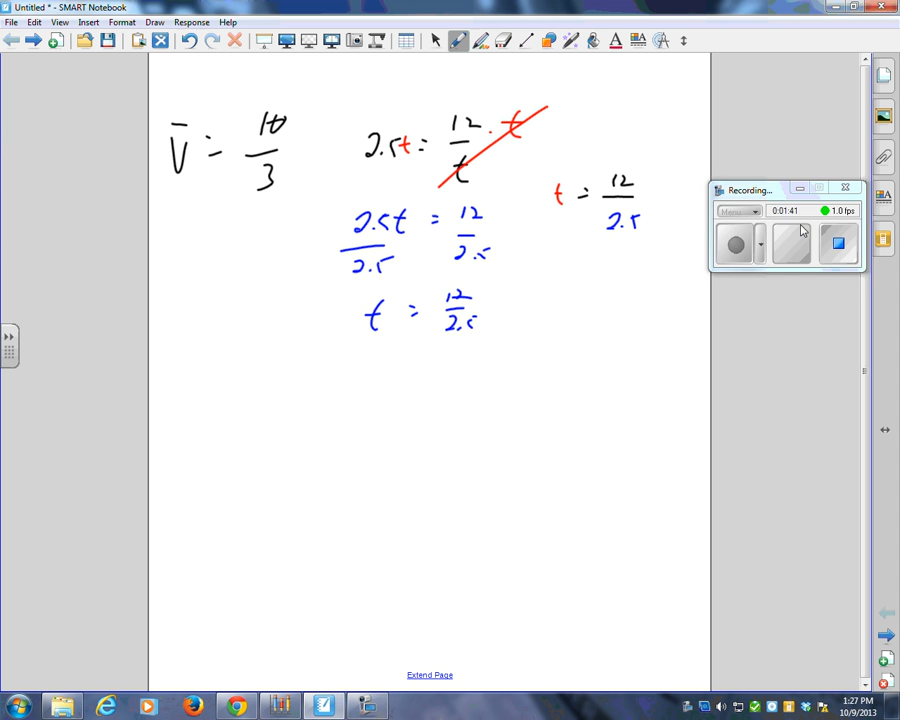 Untitled * - SMART Notebook
File Edit View Insert Format Draw Response Help
V̄ = 10/3
2.5t = 12/t · t
t = 12/2.5
2.5t/2.5 = 12/2.5
t = 12/2.5
Recording...
Menu 0:01:41 1.0 fps
Extend Page
1:27 PM
10/9/2013